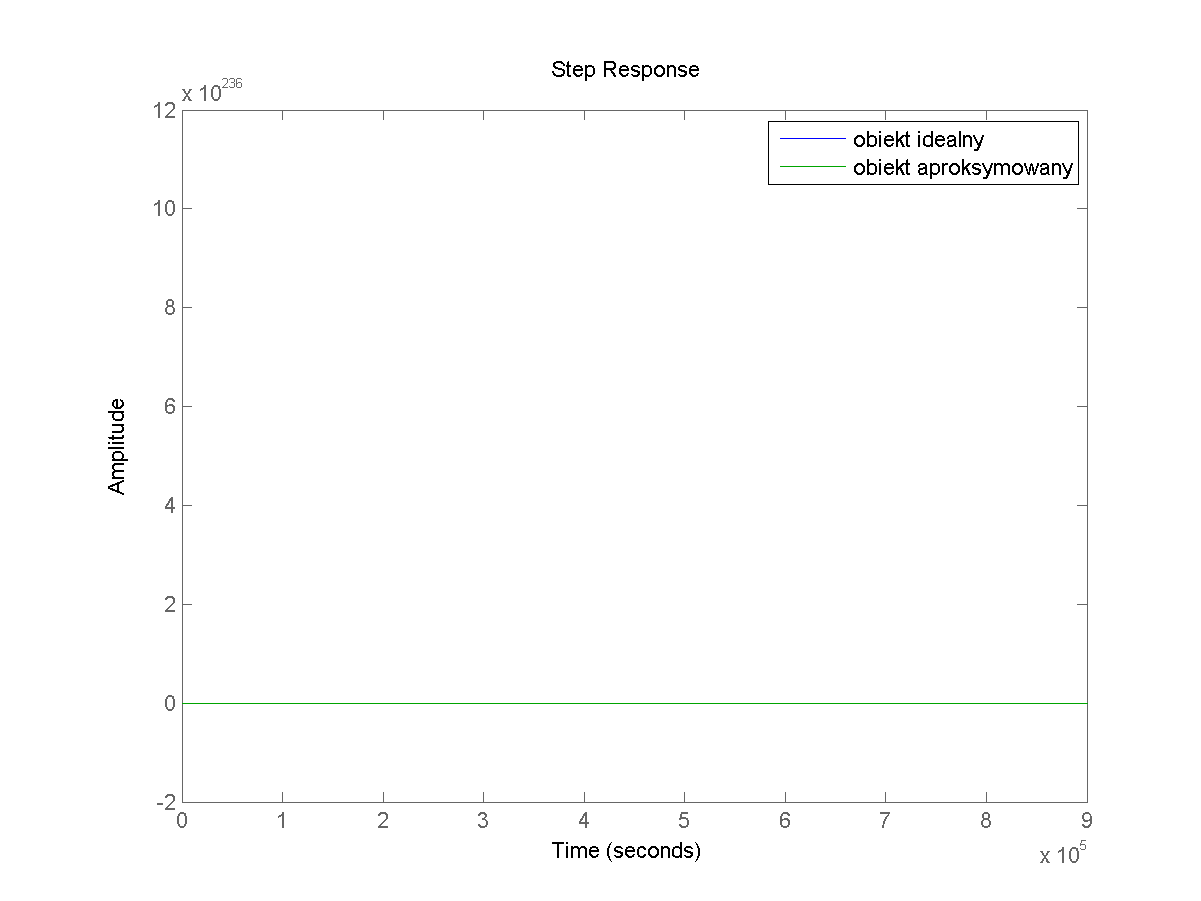 Step Response
x 10^236
12
10
8
6
4
2
0
-2
Amplitude
obiekt idealny
obiekt aproksymowany
0 1 2 3 4 5 6 7 8 9
Time (seconds)
x 10^5